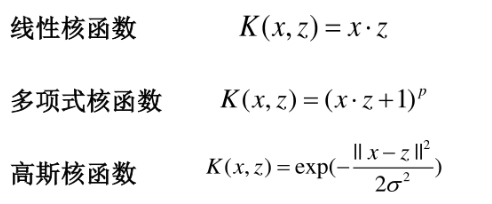 线性核函数 K(x,z)=x·z
多项式核函数 K(x,z)=(x·z+1)^p
高斯核函数 K(x,z)=exp(-||x-z||²/2σ²)